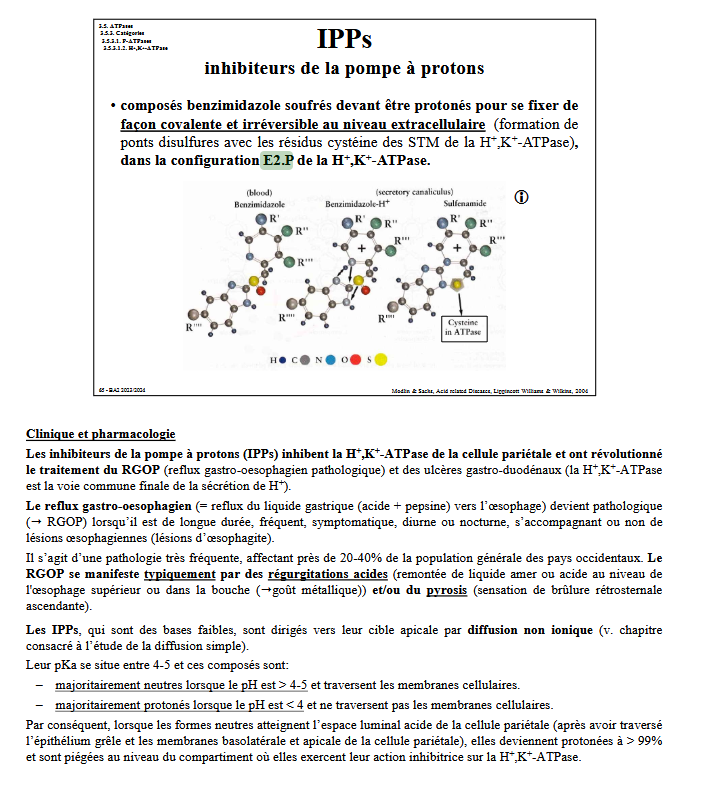 3.5. ATPases
3.5.3. Catégories
3.5.3.1. P-ATPases
3.5.3.1.2. H+,K+-ATPase
IPPs
inhibiteurs de la pompe à protons
• composés benzimidazole soufrés devant être protonés pour se fixer de
façon covalente et irréversible au niveau extracellulaire (formation de
ponts disulfures avec les résidus cystéine des STM de la H+,K+-ATPase),
dans la configuration E2.P de la H+,K+-ATPase.
(blood)
Benzimidazole
(secretory canaliculus)
Benzimidazole-H+
Sulfenamide
R'
R"
R'''
R''''
R'
R"
R'''
R''''
R'
R"
R'''
R''''
+
+
Cysteine
in ATPase
H C N O S
65 - BA2 2023/2024
Modlin & Sachs, Acid related Diseases, Lippincott Williams & Wilkins, 2004
Clinique et pharmacologie
Les inhibiteurs de la pompe à protons (IPPs) inhibent la H+,K+-ATPase de la cellule pariétale et ont révolutionné
le traitement du RGOP (reflux gastro-oesophagien pathologique) et des ulcères gastro-duodénaux (la H+,K+-ATPase
est la voie commune finale de la sécrétion de H+).
Le reflux gastro-oesophagien (= reflux du liquide gastrique (acide + pepsine) vers l'œsophage) devient pathologique
(→ RGOP) lorsqu'il est de longue durée, fréquent, symptomatique, diurne ou nocturne, s'accompagnant ou non de
lésions œsophagiennes (lésions d'œsophagite).
Il s'agit d'une pathologie très fréquente, affectant près de 20-40% de la population générale des pays occidentaux. Le
RGOP se manifeste typiquement par des régurgitations acides (remontée de liquide amer ou acide au niveau de
l'œsophage supérieur ou dans la bouche (→goût métallique)) et/ou du pyrosis (sensation de brûlure rétrosternale
ascendante).
Les IPPs, qui sont des bases faibles, sont dirigés vers leur cible apicale par diffusion non ionique (v. chapitre
consacré à l'étude de la diffusion simple).
Leur pKa se situe entre 4-5 et ces composés sont:
– majoritairement neutres lorsque le pH est > 4-5 et traversent les membranes cellulaires.
– majoritairement protonés lorsque le pH est < 4 et ne traversent pas les membranes cellulaires.
Par conséquent, lorsque les formes neutres atteignent l'espace luminal acide de la cellule pariétale (après avoir traversé
l'épithélium grêle et les membranes basolatérale et apicale de la cellule pariétale), elles deviennent protonées à > 99%
et sont piégées au niveau du compartiment où elles exercent leur action inhibitrice sur la H+,K+-ATPase.